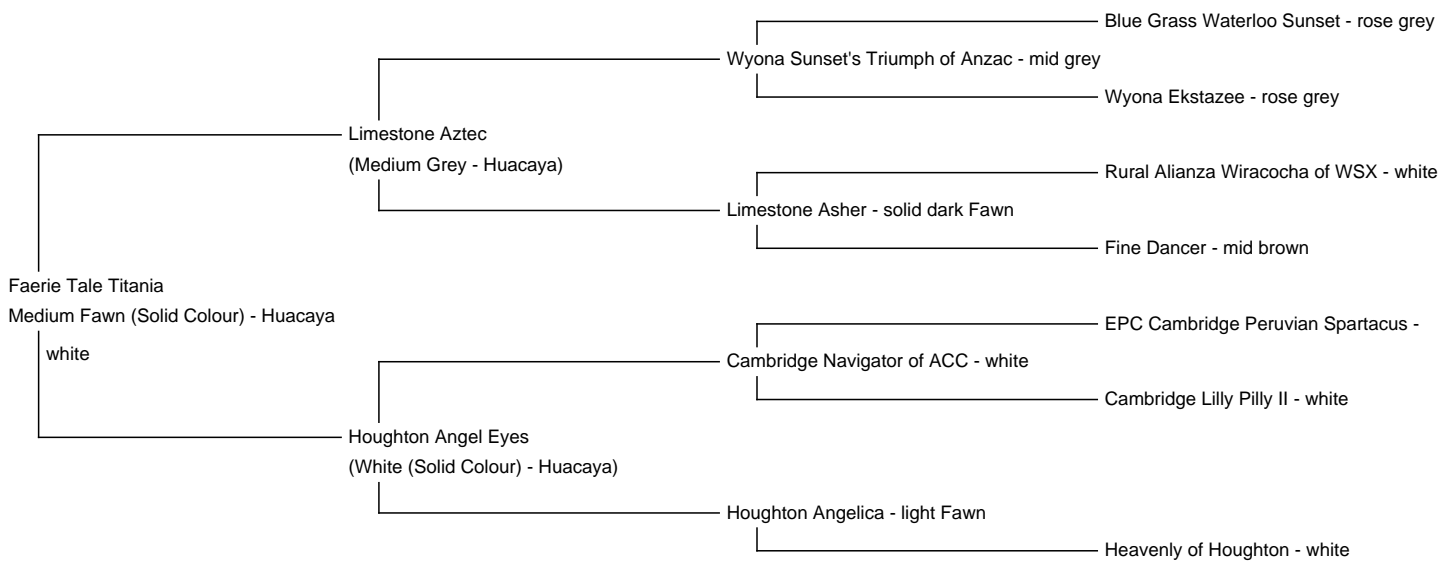 Blue Grass Waterloo Sunset - rose grey
Wyona Sunset's Triumph of Anzac - mid grey
Wyona Ekstazee - rose grey
Limestone Aztec
(Medium Grey - Huacaya)
Rural Alianza Wiracocha of WSX - white
Limestone Asher - solid dark Fawn
Fine Dancer - mid brown
Faerie Tale Titania
Medium Fawn (Solid Colour) - Huacaya
white
EPC Cambridge Peruvian Spartacus -
Cambridge Navigator of ACC - white
Cambridge Lilly Pilly II - white
Houghton Angel Eyes
(White (Solid Colour) - Huacaya)
Houghton Angelica - light Fawn
Heavenly of Houghton - white